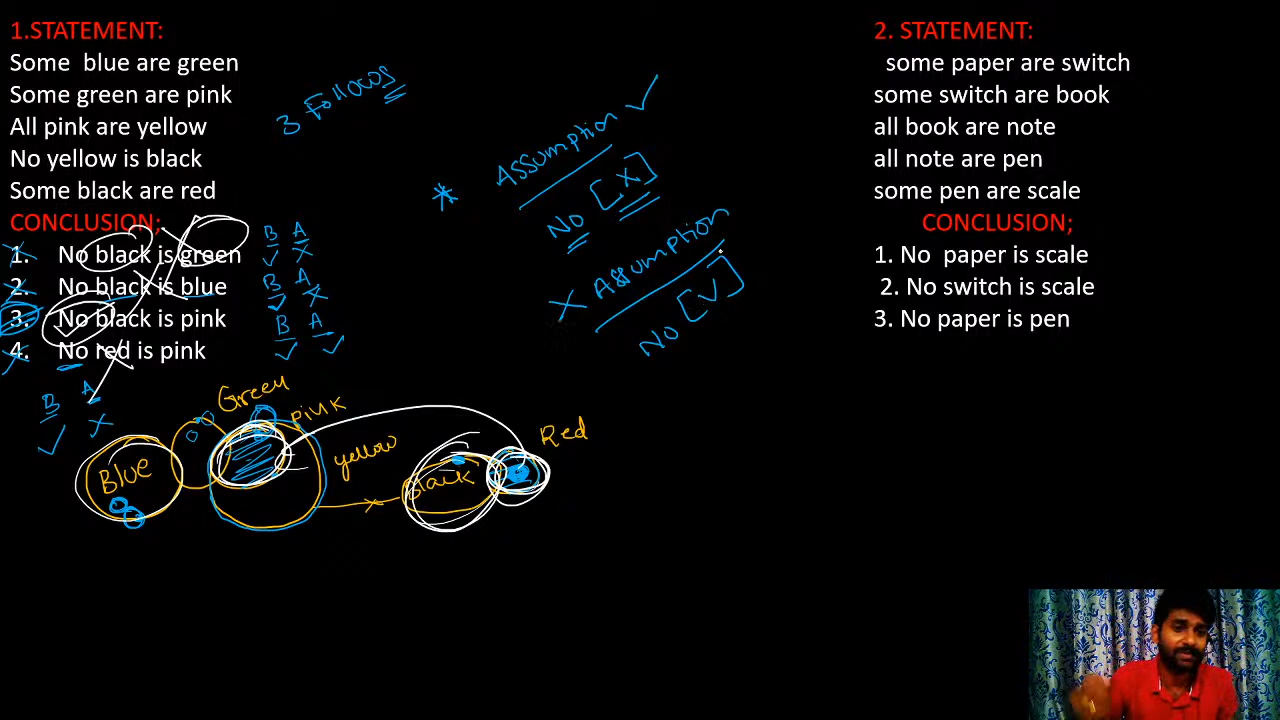 1.STATEMENT:
Some blue are green
Some green are pink
All pink are yellow
No yellow is black
Some black are red
CONCLUSION;
1. No black is green
2. No black is blue
3. No black is pink
4. No red is pink
B A
B A
B A
B A
3 Follows
* Assumption ✓
No [X]
X Assumption
No [✓]
Green
pink
Blue
yellow
black
Red
2. STATEMENT:
some paper are switch
some switch are book
all book are note
all note are pen
some pen are scale
CONCLUSION;
1. No paper is scale
2. No switch is scale
3. No paper is pen